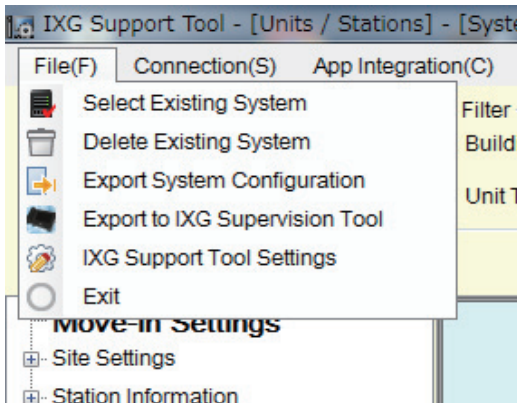 IXG Support Tool - [Units / Stations] - [Syste
File(F) Connection(S) App Integration(C)
Select Existing System
Filter
Delete Existing System
Build
Export System Configuration
Unit T
Export to IXG Supervision Tool
IXG Support Tool Settings
Exit
Move-in Settings
Site Settings
Station Information